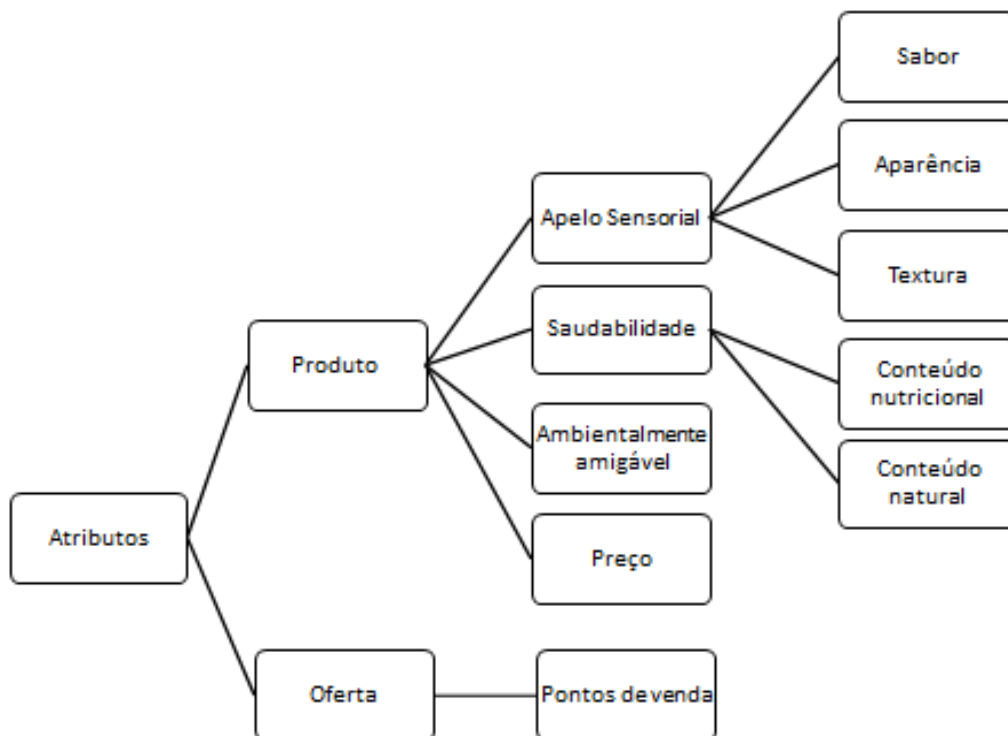 Sabor
Aparência
Apelo Sensorial
Textura
Saudabilidade
Produto
Conteúdo
nutricional
Ambientalmente
amigável
Conteúdo
natural
Atributos
Preço
Oferta
Pontos de venda